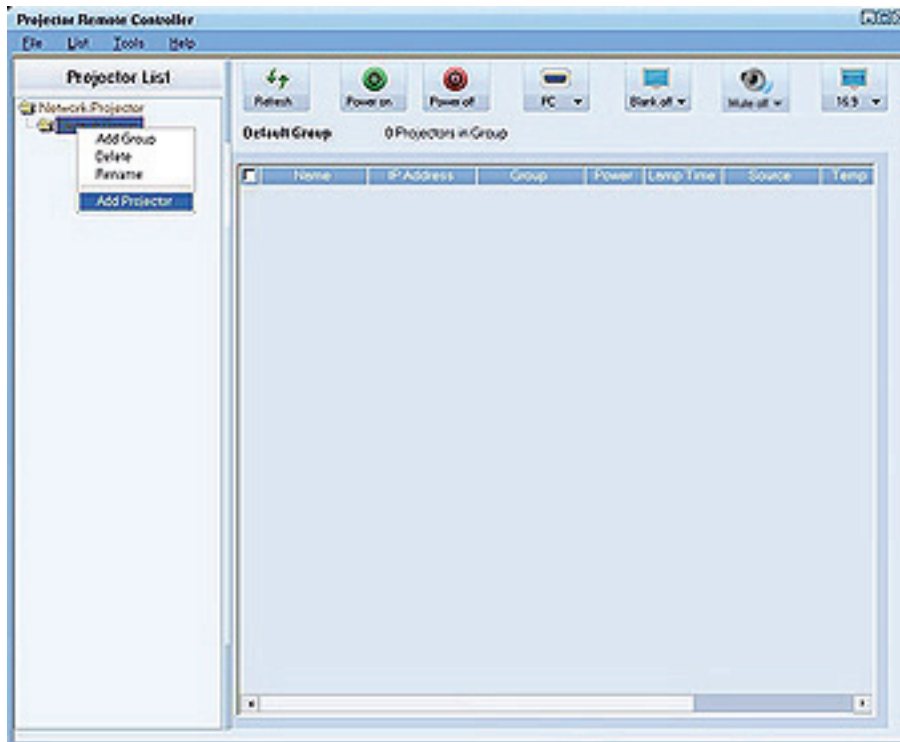 Projector Remote Controller
File List Tools Help
Projector List
Network Projector
Add Group
Delete
Rename
Add Projector
Refresh Power on Power off PC Blank off Mute off 16:9
Default Group 0 Projectors in Group
Name IP Address Group Power Lamp Time Source Temp